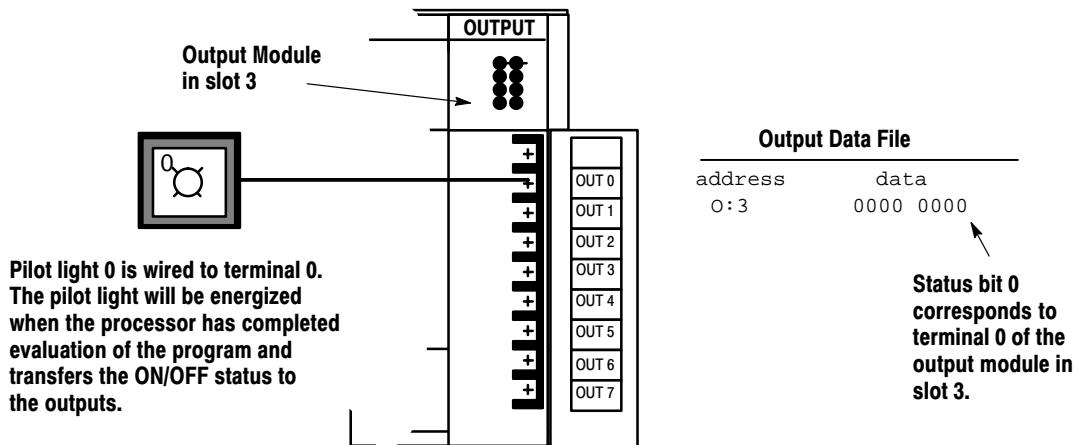 OUTPUT
Output Module
in slot 3
0
OUT 0
OUT 1
OUT 2
OUT 3
OUT 4
OUT 5
OUT 6
OUT 7
+
+
+
+
+
+
+
+
+
Pilot light 0 is wired to terminal 0.
The pilot light will be energized
when the processor has completed
evaluation of the program and
transfers the ON/OFF status to
the outputs.
Output Data File
address data
O:3 0000 0000
Status bit 0
corresponds to
terminal 0 of the
output module in
slot 3.